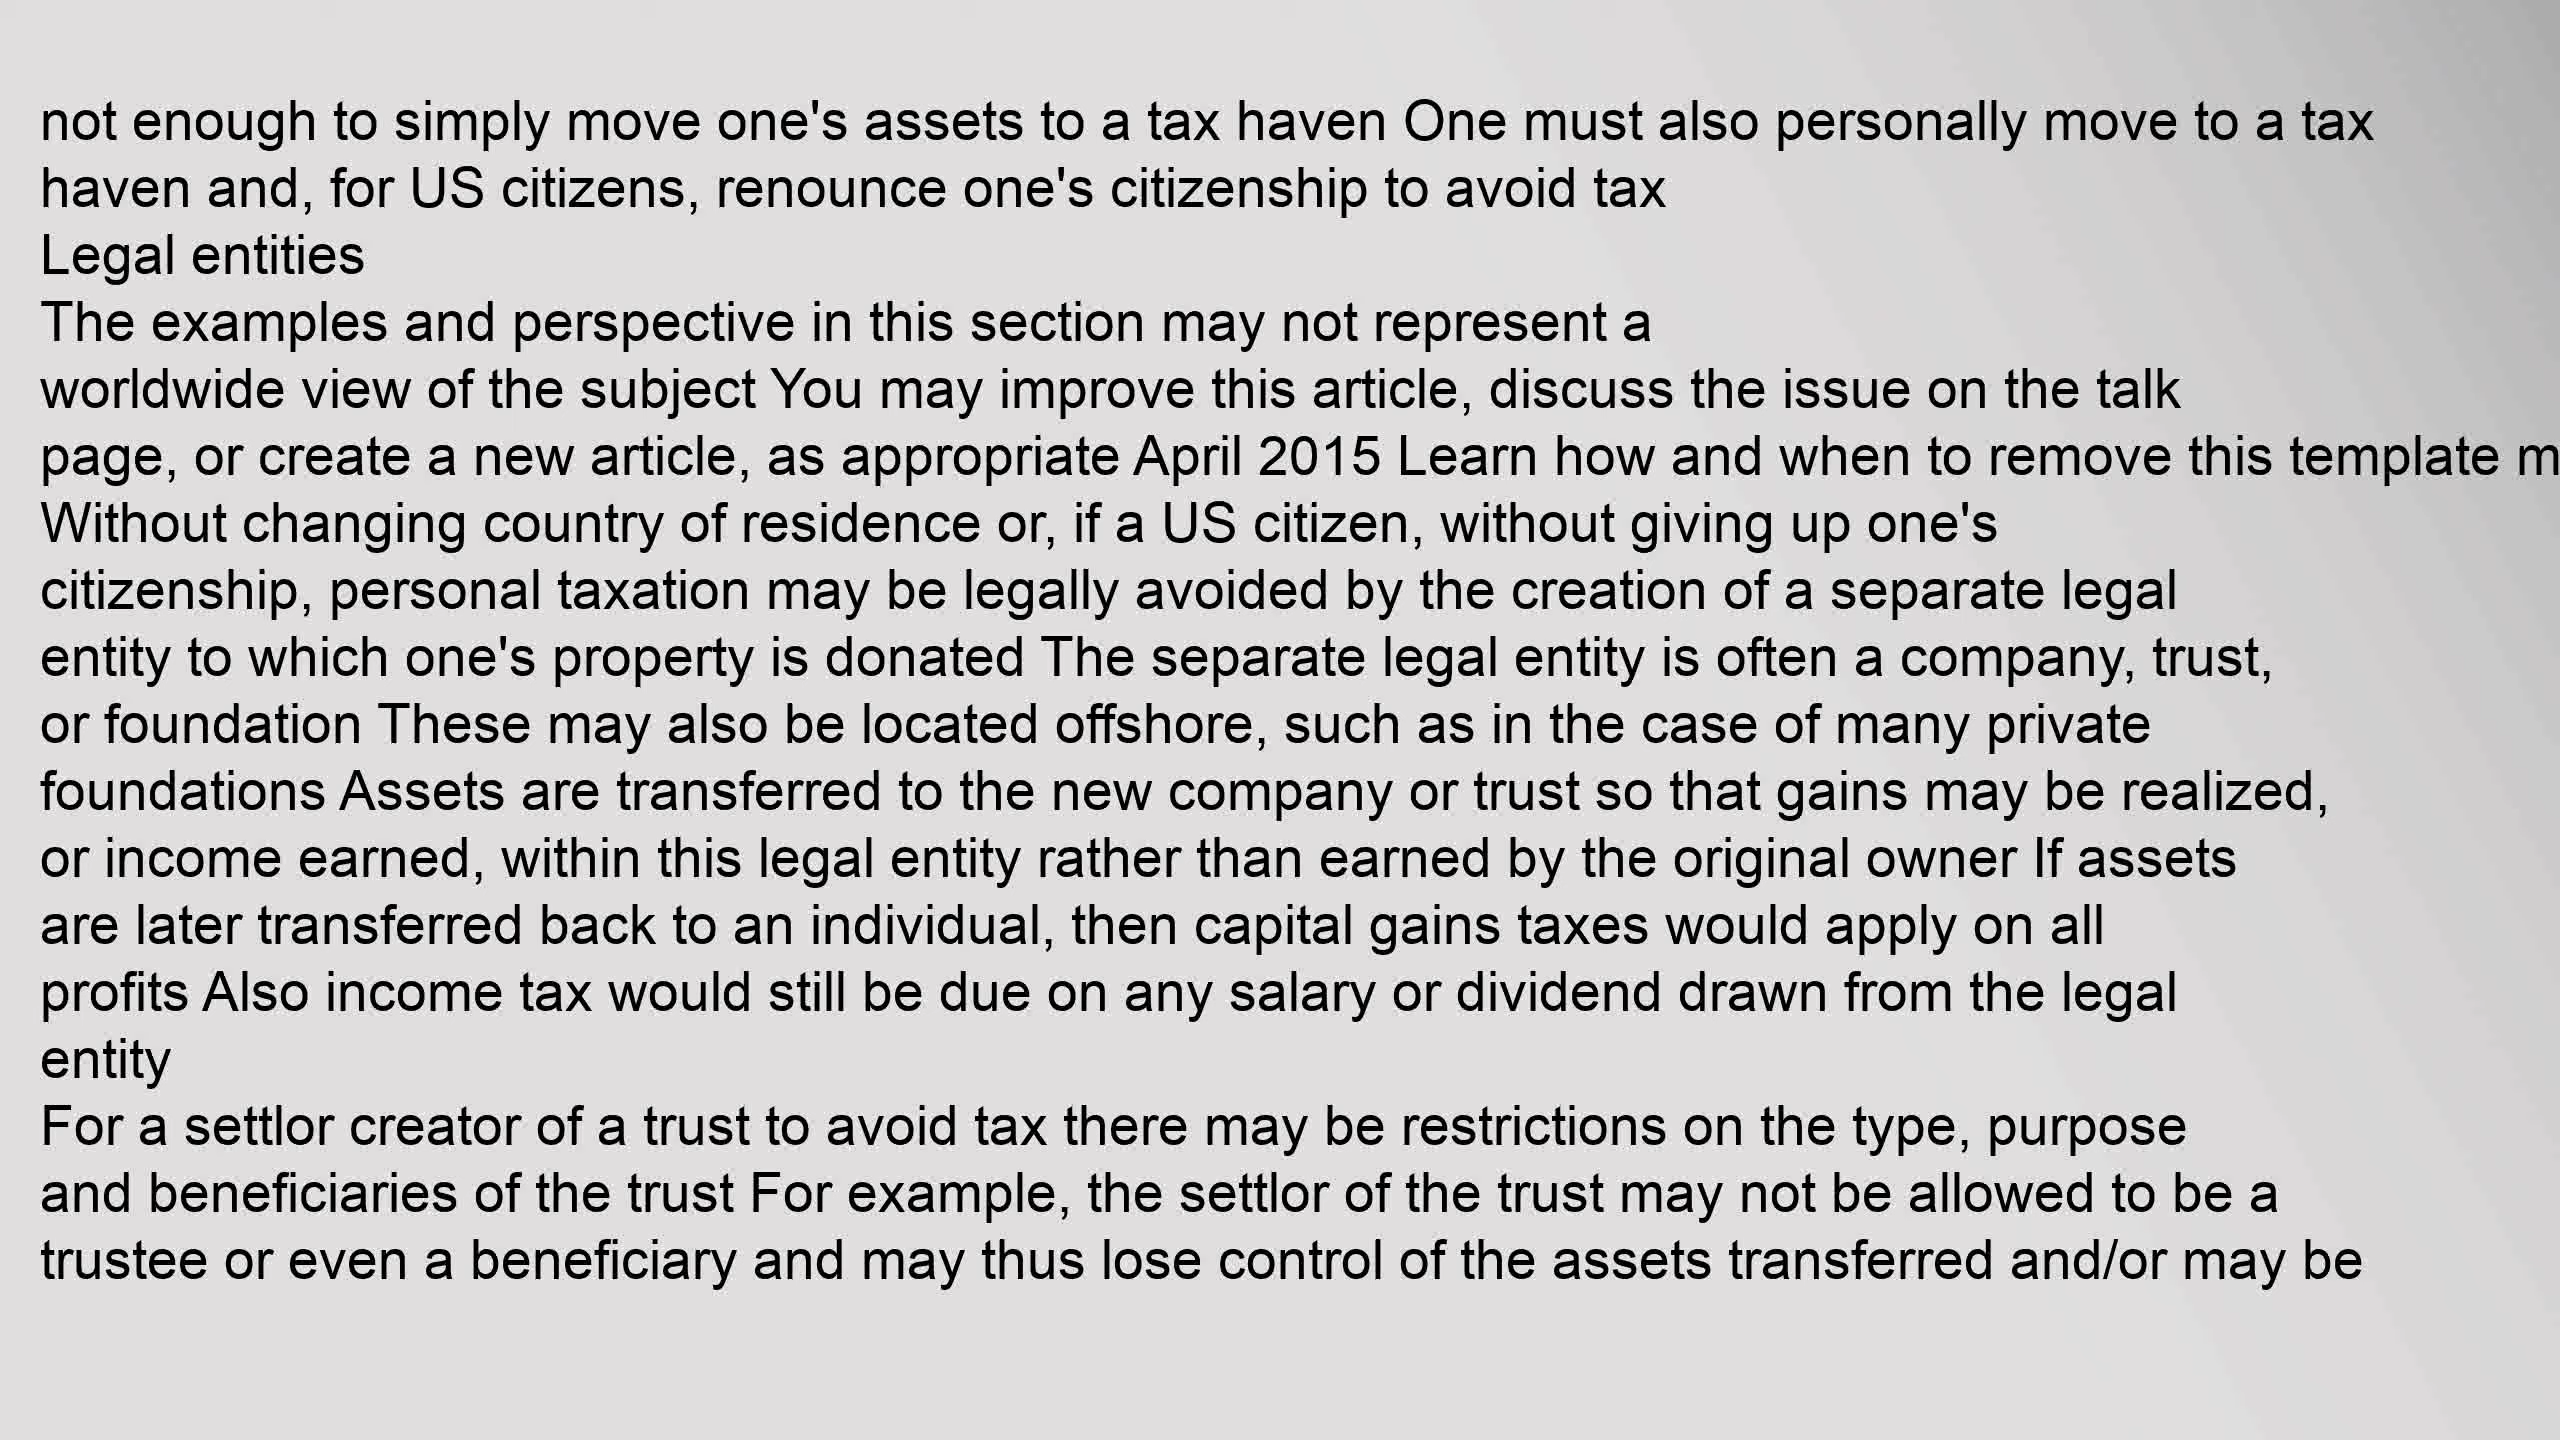 not enough to simply move one's assets to a tax haven One must also personally move to a tax
haven and, for US citizens, renounce one's citizenship to avoid tax
Legal entities
The examples and perspective in this section may not represent a
worldwide view of the subject You may improve this article, discuss the issue on the talk
page, or create a new article, as appropriate April 2015 Learn how and when to remove this template m
Without changing country of residence or, if a US citizen, without giving up one's
citizenship, personal taxation may be legally avoided by the creation of a separate legal
entity to which one's property is donated The separate legal entity is often a company, trust,
or foundation These may also be located offshore, such as in the case of many private
foundations Assets are transferred to the new company or trust so that gains may be realized,
or income earned, within this legal entity rather than earned by the original owner If assets
are later transferred back to an individual, then capital gains taxes would apply on all
profits Also income tax would still be due on any salary or dividend drawn from the legal
entity
For a settlor creator of a trust to avoid tax there may be restrictions on the type, purpose
and beneficiaries of the trust For example, the settlor of the trust may not be allowed to be a
trustee or even a beneficiary and may thus lose control of the assets transferred and/or may be